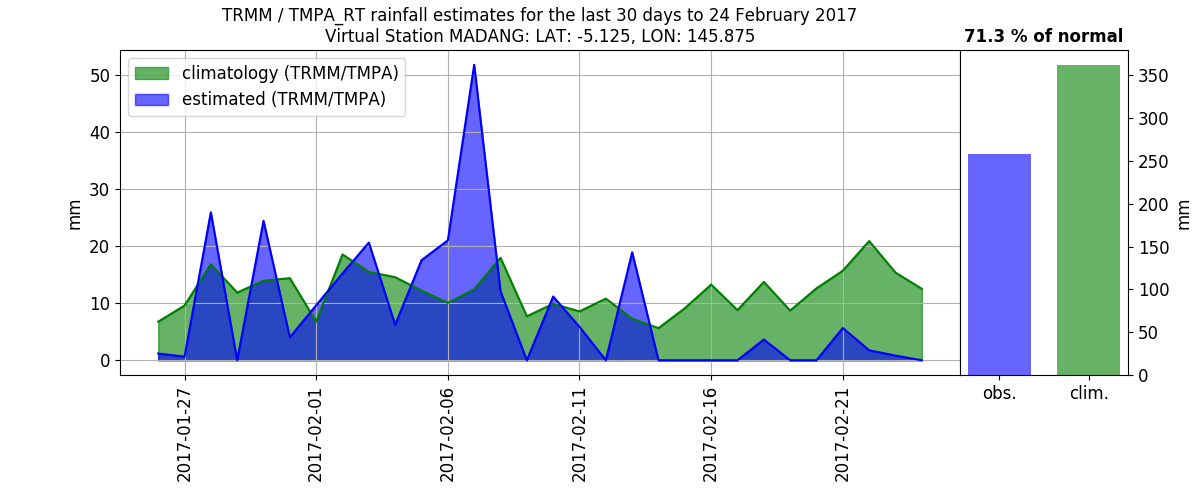 TRMM / TMPA_RT rainfall estimates for the last 30 days to 24 February 2017
Virtual Station MADANG: LAT: -5.125, LON: 145.875
71.3 % of normal
climatology (TRMM/TMPA)
estimated (TRMM/TMPA)
50
40
30
20
10
0
mm
2017-01-27
2017-02-01
2017-02-06
2017-02-11
2017-02-16
2017-02-21
350
300
250
200
150
100
50
0
mm
obs.
clim.